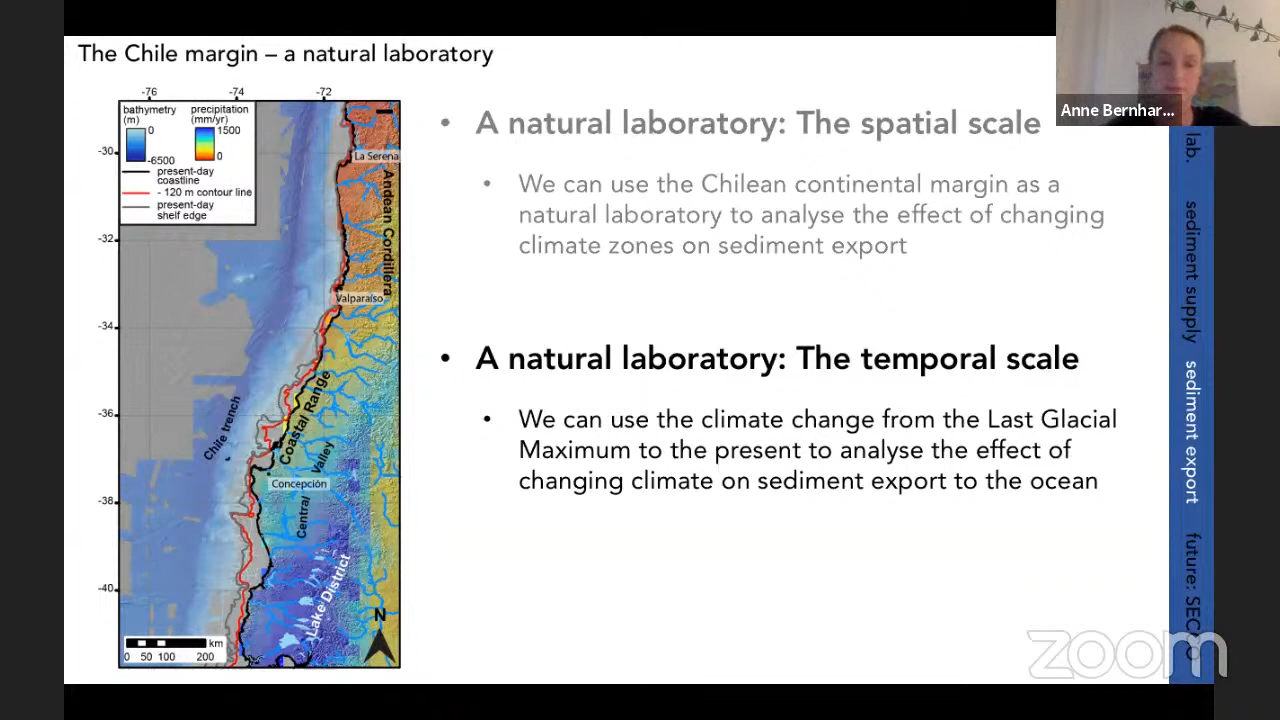 The Chile margin – a natural laboratory
Anne Bernhar...
-76 -74 -72
bathymetry (m)
0
-6500
precipitation (mm/yr)
1500
0
present-day coastline
- 120 m contour line
present-day shelf edge
-30
-32
-34
-36
-38
-40
La Serena
Andean Cordillera
Valparaíso
Chile trench
Coastal Range
Valley
Concepción
Central
Lake District
N
km
0 50 100 200
• A natural laboratory: The spatial scale
• We can use the Chilean continental margin as a
natural laboratory to analyse the effect of changing
climate zones on sediment export
• A natural laboratory: The temporal scale
• We can use the climate change from the Last Glacial
Maximum to the present to analyse the effect of
changing climate on sediment export to the ocean
lab. sediment supply sediment export future:
zoom